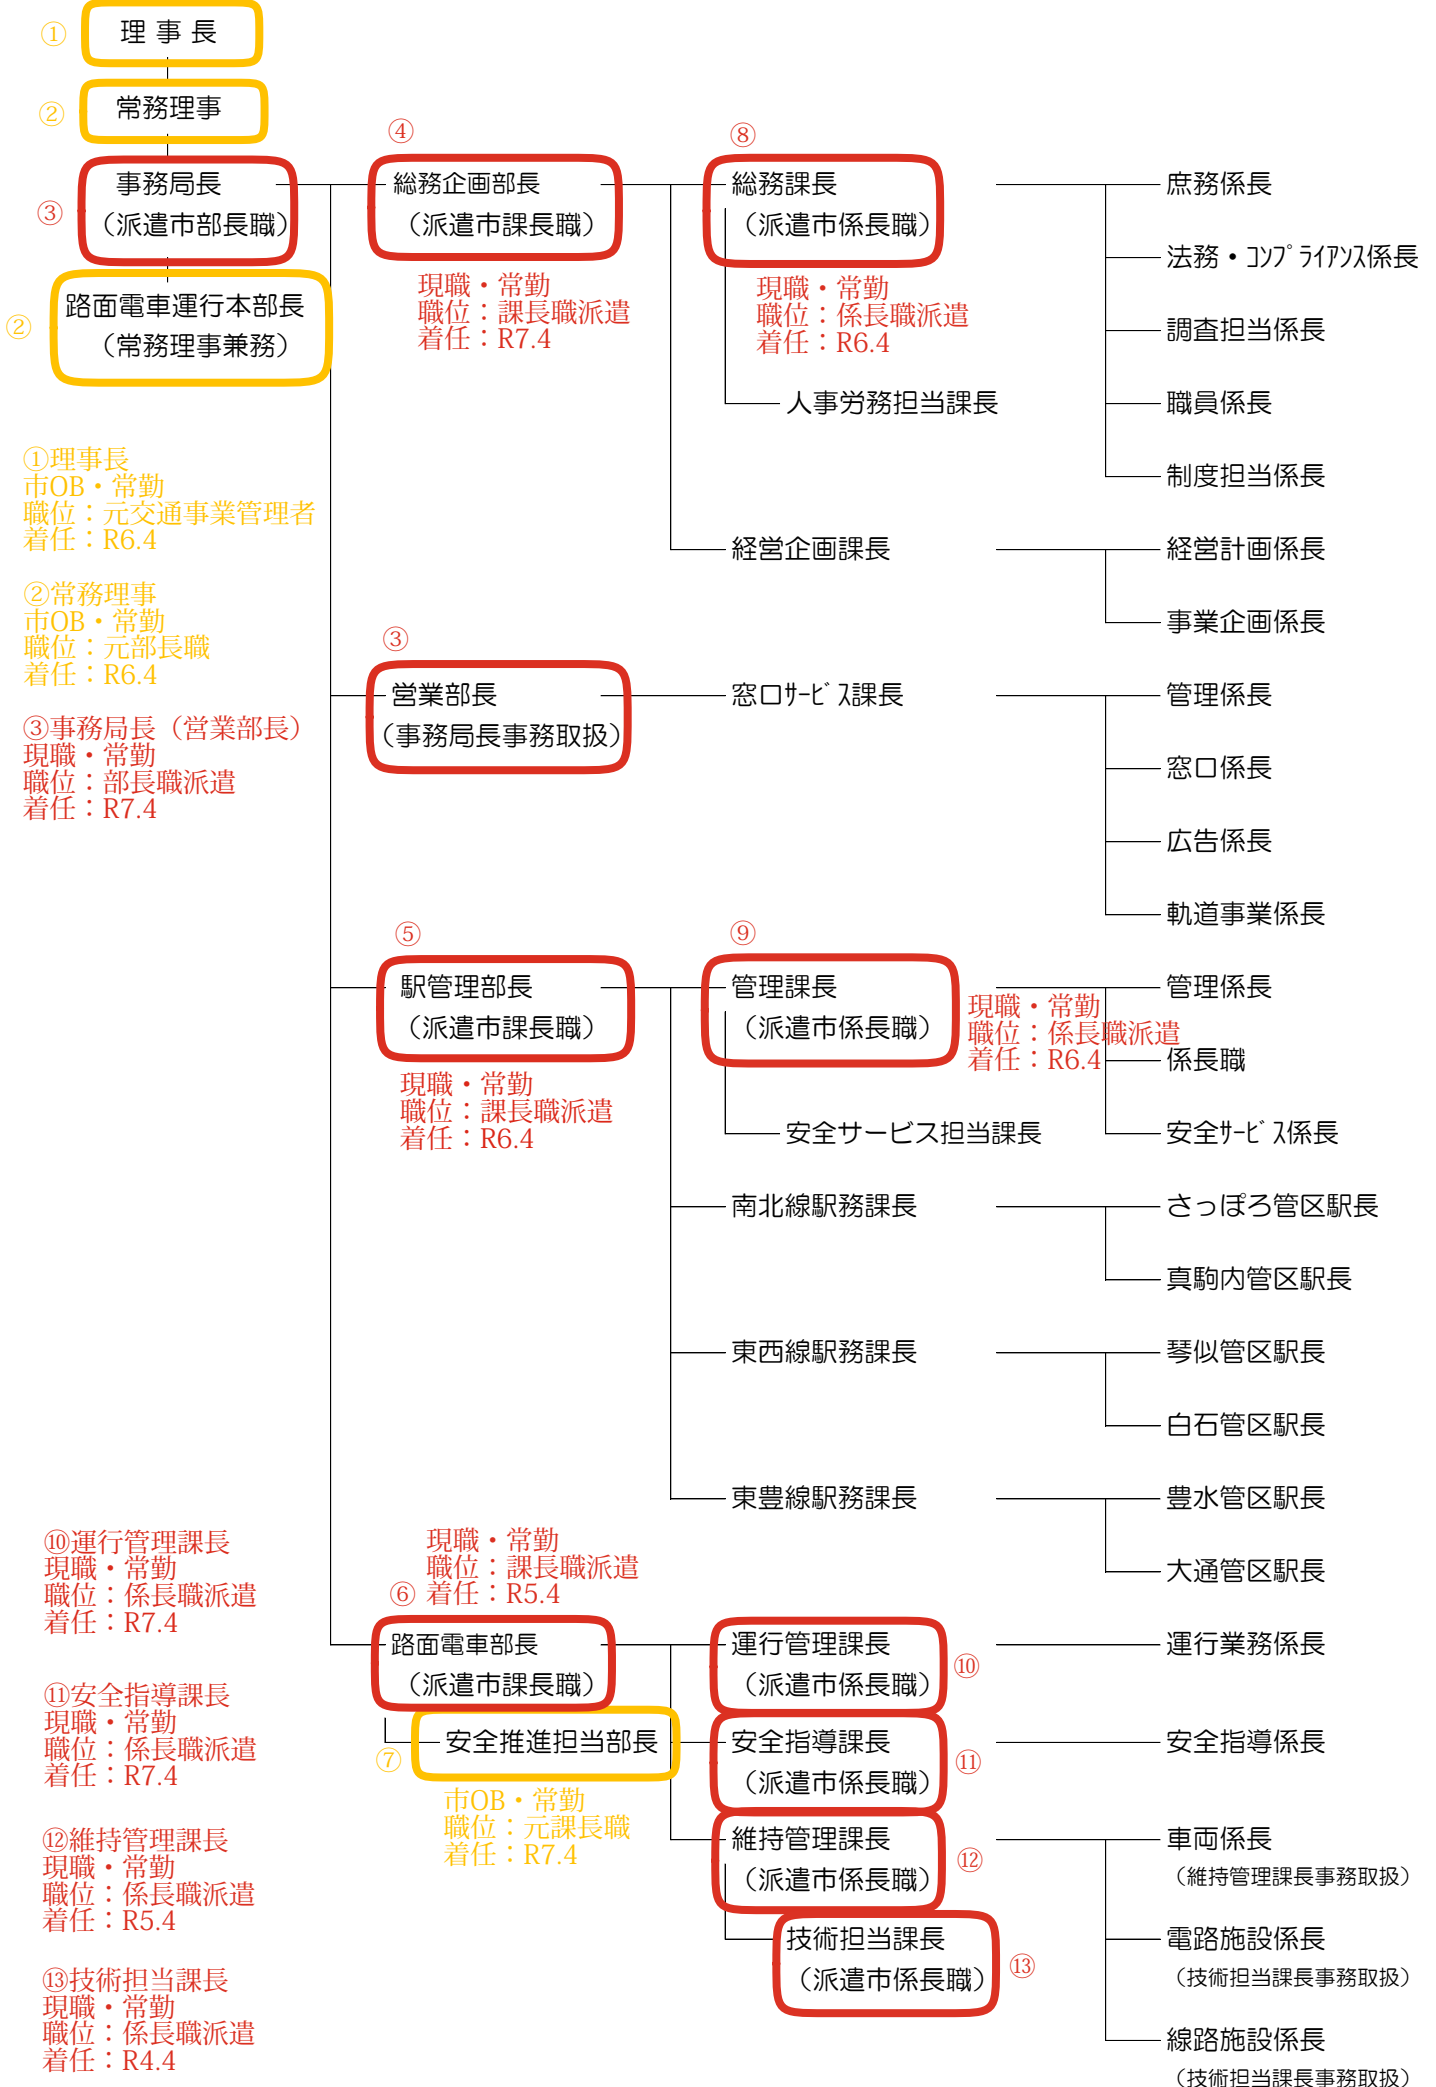 ①
理 事 長
②
常務理事
③
事務局長
（派遣市部長職）
②
路面電車運行本部長
（常務理事兼務）
①理事長
市OB・常勤
職位：元交通事業管理者
着任：R6.4
②常務理事
市OB・常勤
職位：元部長職
着任：R6.4
③事務局長（営業部長）
現職・常勤
職位：部長職派遣
着任：R7.4
④
総務企画部長
（派遣市課長職）
現職・常勤
職位：課長職派遣
着任：R7.4
⑧
総務課長
（派遣市係長職）
現職・常勤
職位：係長職派遣
着任：R6.4
人事労務担当課長
庶務係長
法務・ｺﾝﾌﾟﾗｲｱﾝｽ係長
調査担当係長
職員係長
制度担当係長
経営企画課長
経営計画係長
事業企画係長
③
営業部長
（事務局長事務取扱）
窓口ｻｰﾋﾞｽ課長
管理係長
窓口係長
広告係長
軌道事業係長
⑤
駅管理部長
（派遣市課長職）
現職・常勤
職位：課長職派遣
着任：R6.4
⑨
管理課長
（派遣市係長職）
現職・常勤
職位：係長職派遣
着任：R6.4
安全サービス担当課長
管理係長
係長職
安全ｻｰﾋﾞｽ係長
南北線駅務課長
さっぽろ管区駅長
真駒内管区駅長
東西線駅務課長
琴似管区駅長
白石管区駅長
東豊線駅務課長
豊水管区駅長
大通管区駅長
現職・常勤
職位：課長職派遣
着任：R5.4
⑥
路面電車部長
（派遣市課長職）
⑦
安全推進担当部長
市OB・常勤
職位：元課長職
着任：R7.4
運行管理課長
（派遣市係長職）
⑩
運行業務係長
安全指導課長
（派遣市係長職）
⑪
安全指導係長
維持管理課長
（派遣市係長職）
⑫
技術担当課長
（派遣市係長職）
⑬
車両係長
（維持管理課長事務取扱）
電路施設係長
（技術担当課長事務取扱）
線路施設係長
（技術担当課長事務取扱）
⑩運行管理課長
現職・常勤
職位：係長職派遣
着任：R7.4
⑪安全指導課長
現職・常勤
職位：係長職派遣
着任：R7.4
⑫維持管理課長
現職・常勤
職位：係長職派遣
着任：R5.4
⑬技術担当課長
現職・常勤
職位：係長職派遣
着任：R4.4